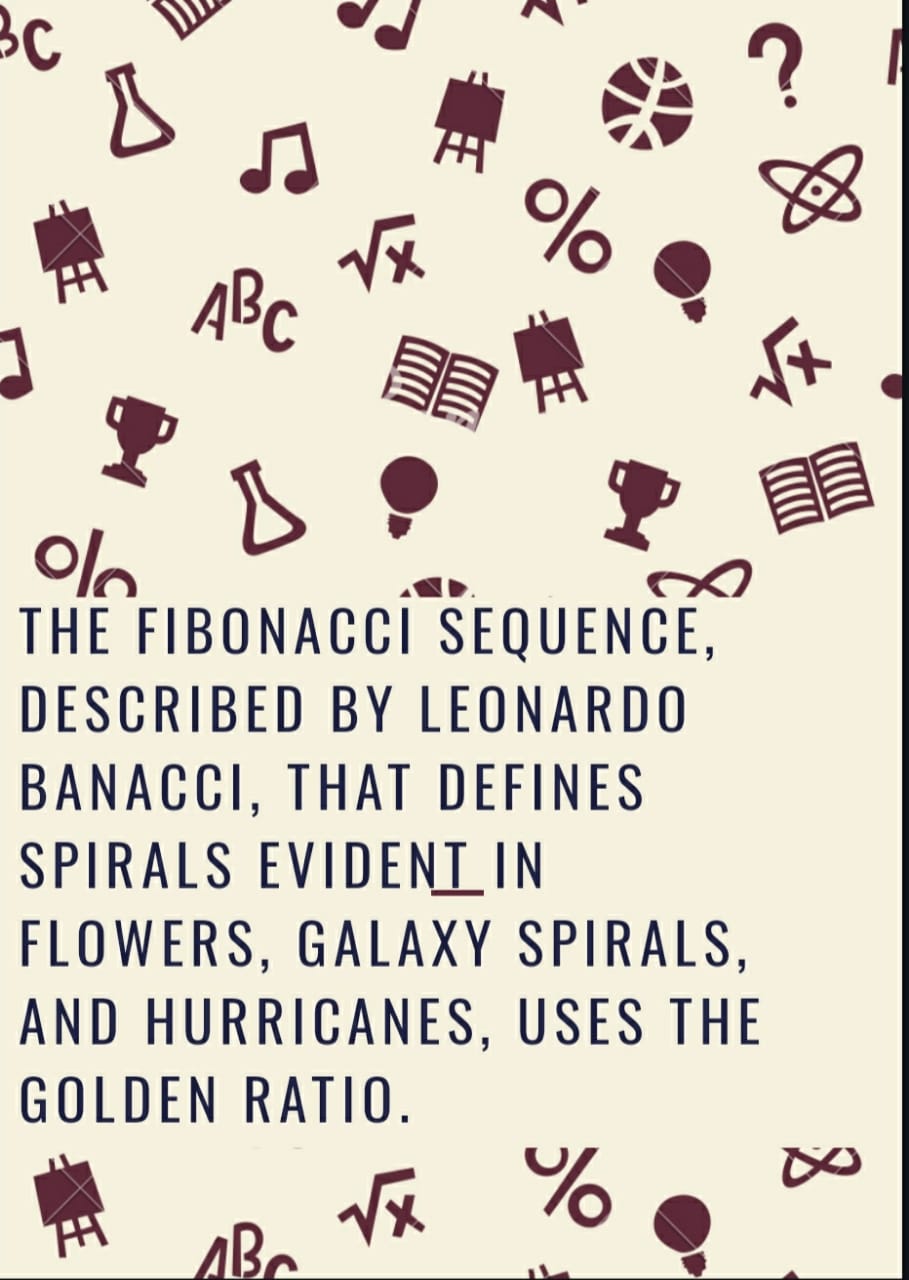 BC
√x
%
?
ABC
√x
%
THE FIBONACCI SEQUENCE,
DESCRIBED BY LEONARDO
BANACCI, THAT DEFINES
SPIRALS EVIDENT IN
FLOWERS, GALAXY SPIRALS,
AND HURRICANES, USES THE
GOLDEN RATIO.
√x
%
ABC